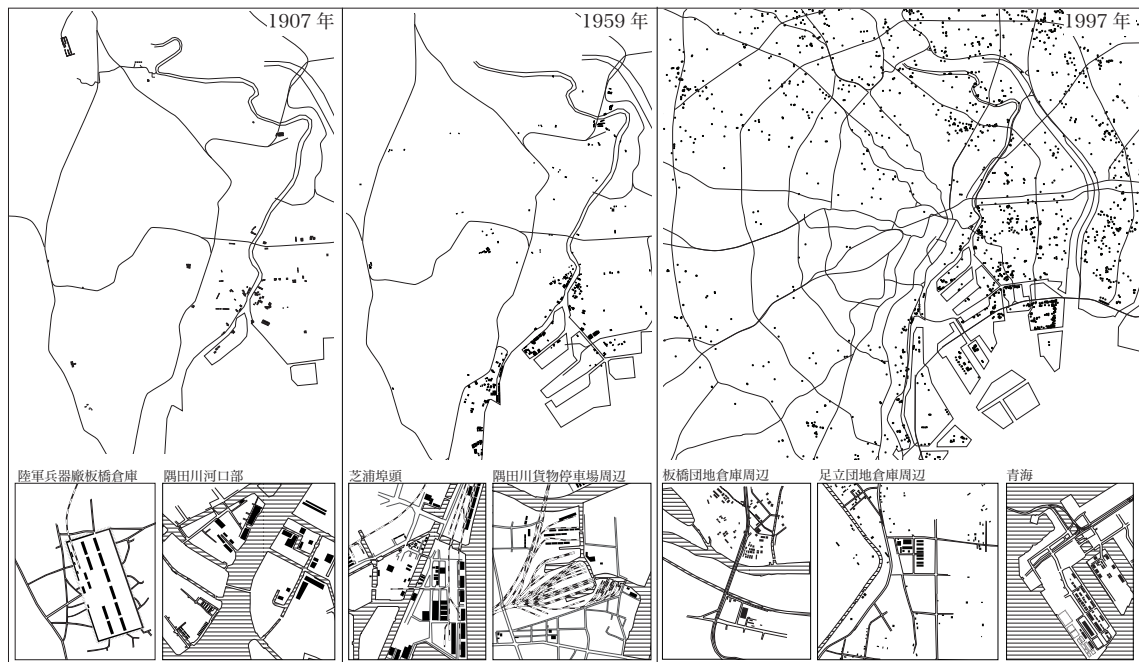 1907 年
1959 年
1997 年
陸軍兵器廠板橋倉庫
隅田川河口部
芝浦埠頭
隅田川貨物停車場周辺
板橋団地倉庫周辺
足立団地倉庫周辺
青海